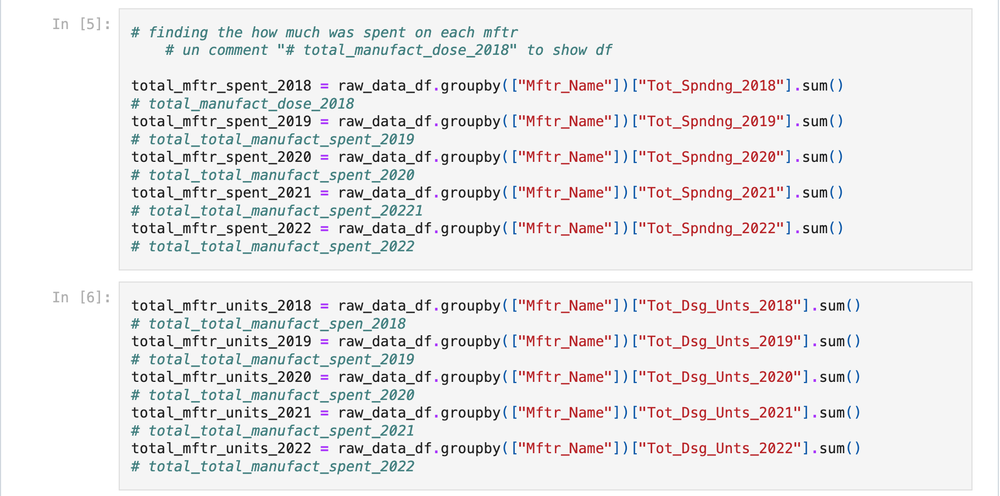 In [5]:
# finding the how much was spent on each mftr
    # un comment "# total_manufact_dose_2018" to show df
total_mftr_spent_2018 = raw_data_df.groupby(["Mftr_Name"])["Tot_Spndng_2018"].sum()
# total_manufact_dose_2018
total_mftr_spent_2019 = raw_data_df.groupby(["Mftr_Name"])["Tot_Spndng_2019"].sum()
# total_total_manufact_spent_2019
total_mftr_spent_2020 = raw_data_df.groupby(["Mftr_Name"])["Tot_Spndng_2020"].sum()
# total_total_manufact_spent_2020
total_mftr_spent_2021 = raw_data_df.groupby(["Mftr_Name"])["Tot_Spndng_2021"].sum()
# total_total_manufact_spent_20221
total_mftr_spent_2022 = raw_data_df.groupby(["Mftr_Name"])["Tot_Spndng_2022"].sum()
# total_total_manufact_spent_2022
In [6]:
total_mftr_units_2018 = raw_data_df.groupby(["Mftr_Name"])["Tot_Dsg_Unts_2018"].sum()
# total_total_manufact_spen_2018
total_mftr_units_2019 = raw_data_df.groupby(["Mftr_Name"])["Tot_Dsg_Unts_2019"].sum()
# total_total_manufact_spent_2019
total_mftr_units_2020 = raw_data_df.groupby(["Mftr_Name"])["Tot_Dsg_Unts_2020"].sum()
# total_total_manufact_spent_2020
total_mftr_units_2021 = raw_data_df.groupby(["Mftr_Name"])["Tot_Dsg_Unts_2021"].sum()
# total_total_manufact_spent_2021
total_mftr_units_2022 = raw_data_df.groupby(["Mftr_Name"])["Tot_Dsg_Unts_2022"].sum()
# total_total_manufact_spent_2022